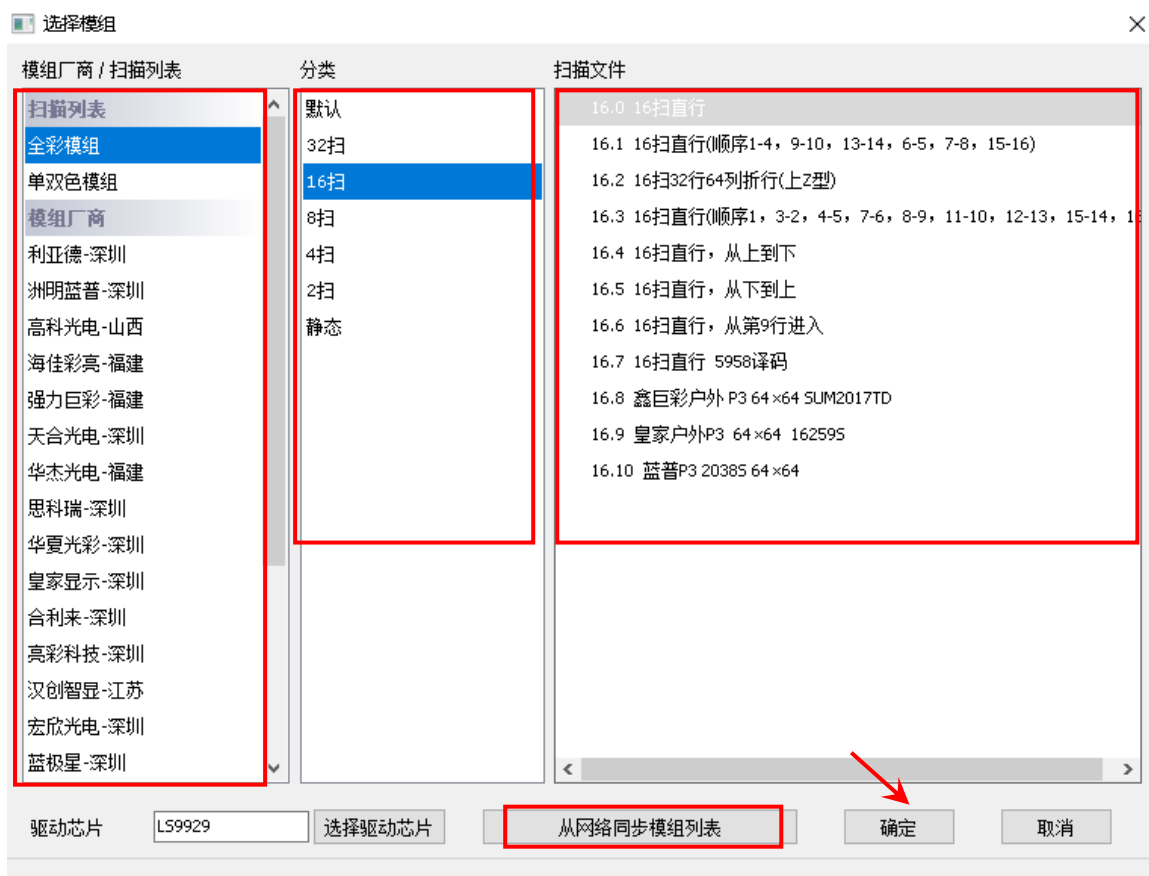 选择模组
模组厂商 / 扫描列表
分类
扫描文件
扫描列表
全彩模组
单双色模组
模组厂商
利亚德-深圳
洲明蓝普-深圳
高科光电-山西
海佳彩亮-福建
强力巨彩-福建
天合光电-深圳
华杰光电-福建
思科瑞-深圳
华夏光彩-深圳
皇家显示-深圳
合利来-深圳
亮彩科技-深圳
汉创智显-江苏
宏欣光电-深圳
蓝极星-深圳
默认
32扫
16扫
8扫
4扫
2扫
静态
16.0 16扫直行
16.1 16扫直行(顺序1-4，9-10，13-14，6-5，7-8，15-16)
16.2 16扫32行64列折行(上Z型)
16.3 16扫直行(顺序1，3-2，4-5，7-6，8-9，11-10，12-13，15-14，
16.4 16扫直行，从上到下
16.5 16扫直行，从下到上
16.6 16扫直行，从第9行进入
16.7 16扫直行 5958译码
16.8 鑫巨彩户外 P3 64×64 SUM2017TD
16.9 皇家户外P3 64×64 16259S
16.10 蓝普P3 2038S 64×64
驱动芯片
LS9929
选择驱动芯片
从网络同步模组列表
确定
取消